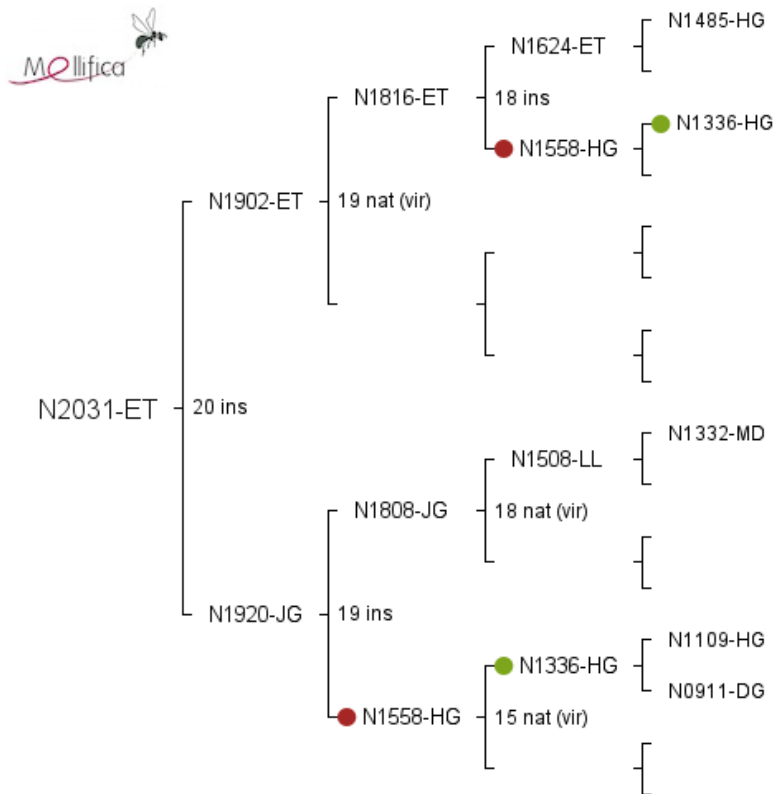 Mellifica
N1485-HG
N1624-ET
N1816-ET
18 ins
N1336-HG
N1558-HG
N1902-ET
19 nat (vir)
N2031-ET
20 ins
N1332-MD
N1508-LL
N1808-JG
18 nat (vir)
N1920-JG
19 ins
N1109-HG
N1336-HG
N0911-DG
N1558-HG
15 nat (vir)